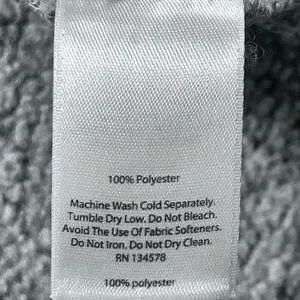 100% Polyester
Machine Wash Cold Separately.
Tumble Dry Low. Do Not Bleach.
Avoid The Use Of Fabric Softeners.
Do Not Iron. Do Not Dry Clean.
RN 134578
100% polyester